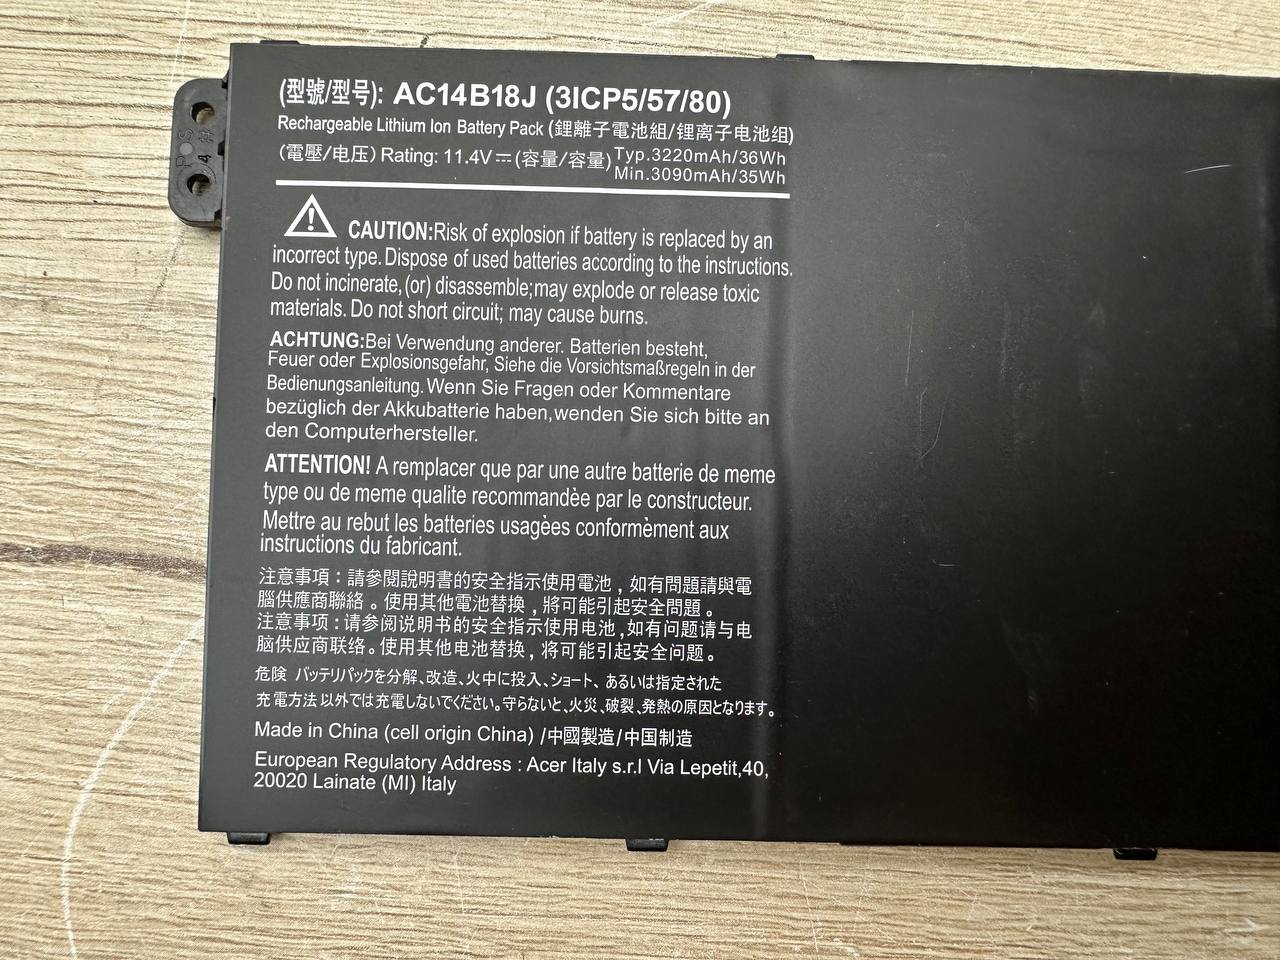 (型號/型号): AC14B18J (3ICP5/57/80)
Rechargeable Lithium Ion Battery Pack (鋰離子電池組/锂离子电池组)
(電壓/电压) Rating: 11.4V⎓(容量/容量) Typ.3220mAh/36Wh
Min.3090mAh/35Wh
CAUTION:Risk of explosion if battery is replaced by an
incorrect type. Dispose of used batteries according to the instructions.
Do not incinerate,(or) disassemble;may explode or release toxic
materials. Do not short circuit; may cause burns.
ACHTUNG:Bei Verwendung anderer. Batterien besteht,
Feuer oder Explosionsgefahr, Siehe die Vorsichtsmaßregeln in der
Bedienungsanleitung. Wenn Sie Fragen oder Kommentare
bezüglich der Akkubatterie haben,wenden Sie sich bitte an
den Computerhersteller.
ATTENTION! A remplacer que par une autre batterie de meme
type ou de meme qualite recommandèe par le constructeur.
Mettre au rebut les batteries usagèes conformèment aux
instructions du fabricant.
注意事項：請參閱說明書的安全指示使用電池，如有問題請與電
腦供應商聯絡。使用其他電池替換，將可能引起安全問題。
注意事项：请参阅说明书的安全指示使用电池,如有问题请与电
脑供应商联络。使用其他电池替换，将可能引起安全问题。
危険 バッテリパックを分解、改造、火中に投入、ショート、あるいは指定された
充電方法以外では充電しないでください。守らないと、火災、破裂、発熱の原因となります。
Made in China (cell origin China) /中國製造/中国制造
European Regulatory Address : Acer Italy s.r.l Via Lepetit,40,
20020 Lainate (MI) Italy
P S
4 #